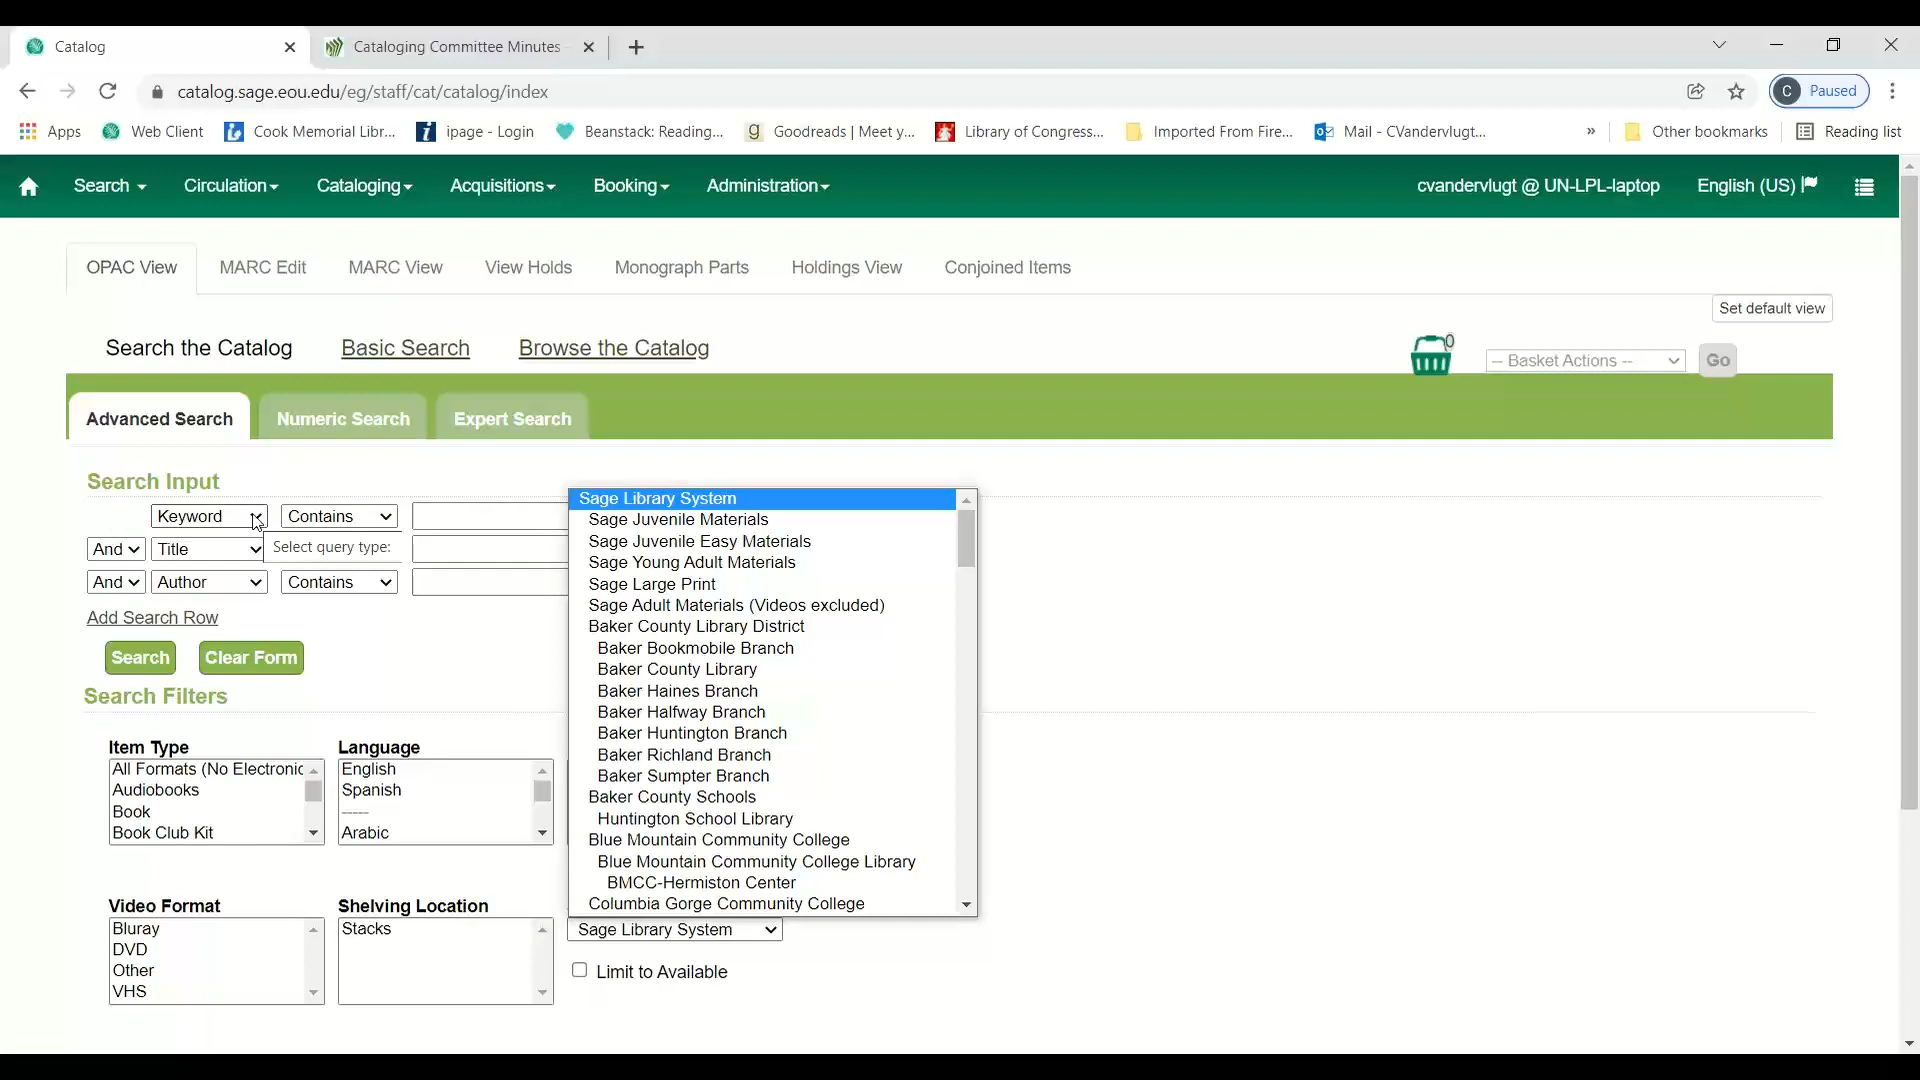 Catalog
Cataloging Committee Minutes
catalog.sage.eou.edu/eg/staff/cat/catalog/index
C Paused
Apps Web Client Cook Memorial Libr... ipage - Login Beanstack: Reading... Goodreads | Meet y... Library of Congress... Imported From Fire... Mail - CVandervlugt... » Other bookmarks Reading list
Search Circulation Cataloging Acquisitions Booking Administration cvandervlugt @ UN-LPL-laptop English (US)
OPAC View MARC Edit MARC View View Holds Monograph Parts Holdings View Conjoined Items
Set default view
Search the Catalog Basic Search Browse the Catalog 0 -- Basket Actions -- Go
Advanced Search Numeric Search Expert Search
Search Input
Keyword Contains
Select query type:
And Title
And Author Contains
Add Search Row
Search Clear Form
Search Filters
Item Type
All Formats (No Electronic
Audiobooks
Book
Book Club Kit
Language
English
Spanish
-----
Arabic
Video Format
Bluray
DVD
Other
VHS
Shelving Location
Stacks
Sage Library System
Sage Juvenile Materials
Sage Juvenile Easy Materials
Sage Young Adult Materials
Sage Large Print
Sage Adult Materials (Videos excluded)
Baker County Library District
Baker Bookmobile Branch
Baker County Library
Baker Haines Branch
Baker Halfway Branch
Baker Huntington Branch
Baker Richland Branch
Baker Sumpter Branch
Baker County Schools
Huntington School Library
Blue Mountain Community College
Blue Mountain Community College Library
BMCC-Hermiston Center
Columbia Gorge Community College
Sage Library System
Limit to Available